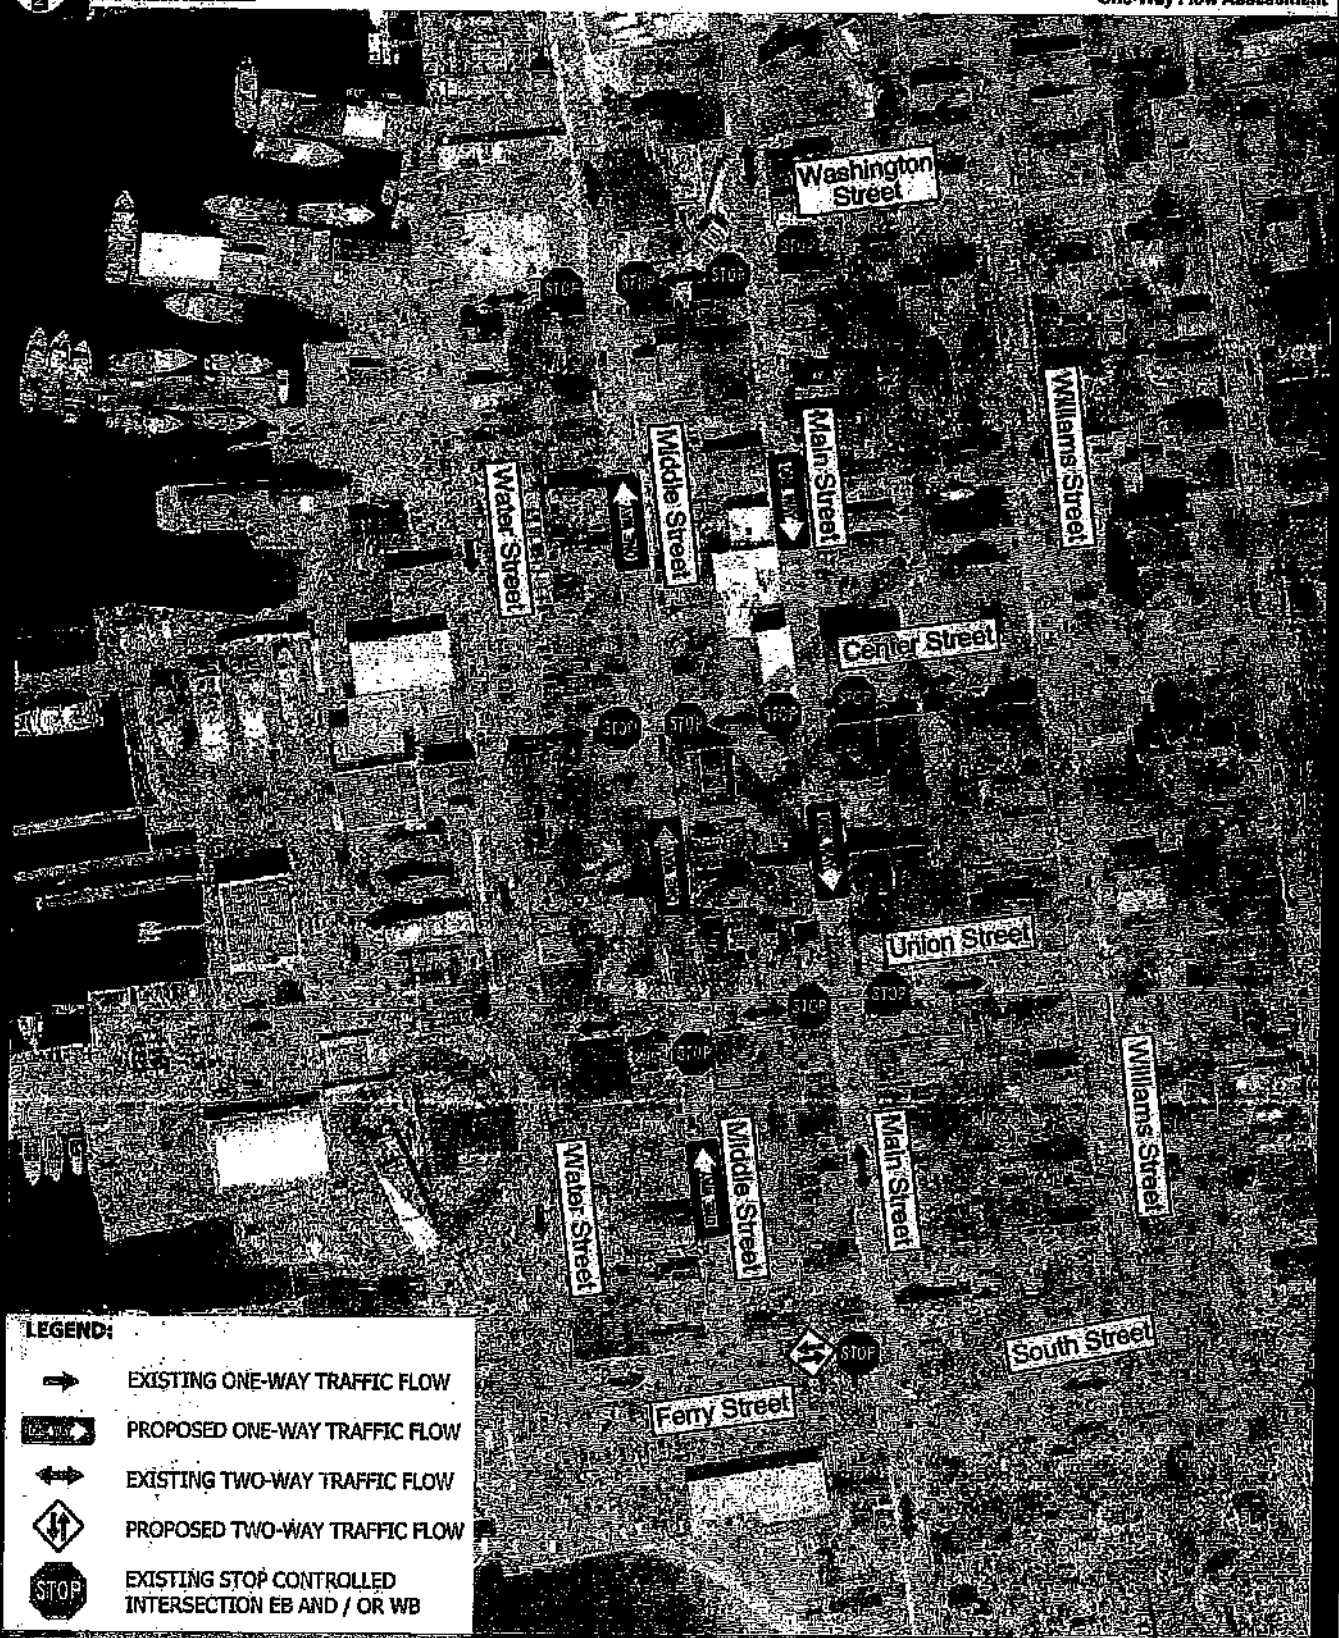 One-Way Flow Assessment
Washington
Street
STOP
STOP
STOP
STOP
Water Street
Middle Street
Main Street
Williams Street
Center Street
STOP
STOP
STOP
STOP
Union Street
STOP
STOP
STOP
Water Street
Middle Street
Main Street
Williams Street
STOP
South Street
Ferry Street
LEGEND:
EXISTING ONE-WAY TRAFFIC FLOW
PROPOSED ONE-WAY TRAFFIC FLOW
EXISTING TWO-WAY TRAFFIC FLOW
PROPOSED TWO-WAY TRAFFIC FLOW
STOP
EXISTING STOP CONTROLLED
INTERSECTION EB AND / OR WB